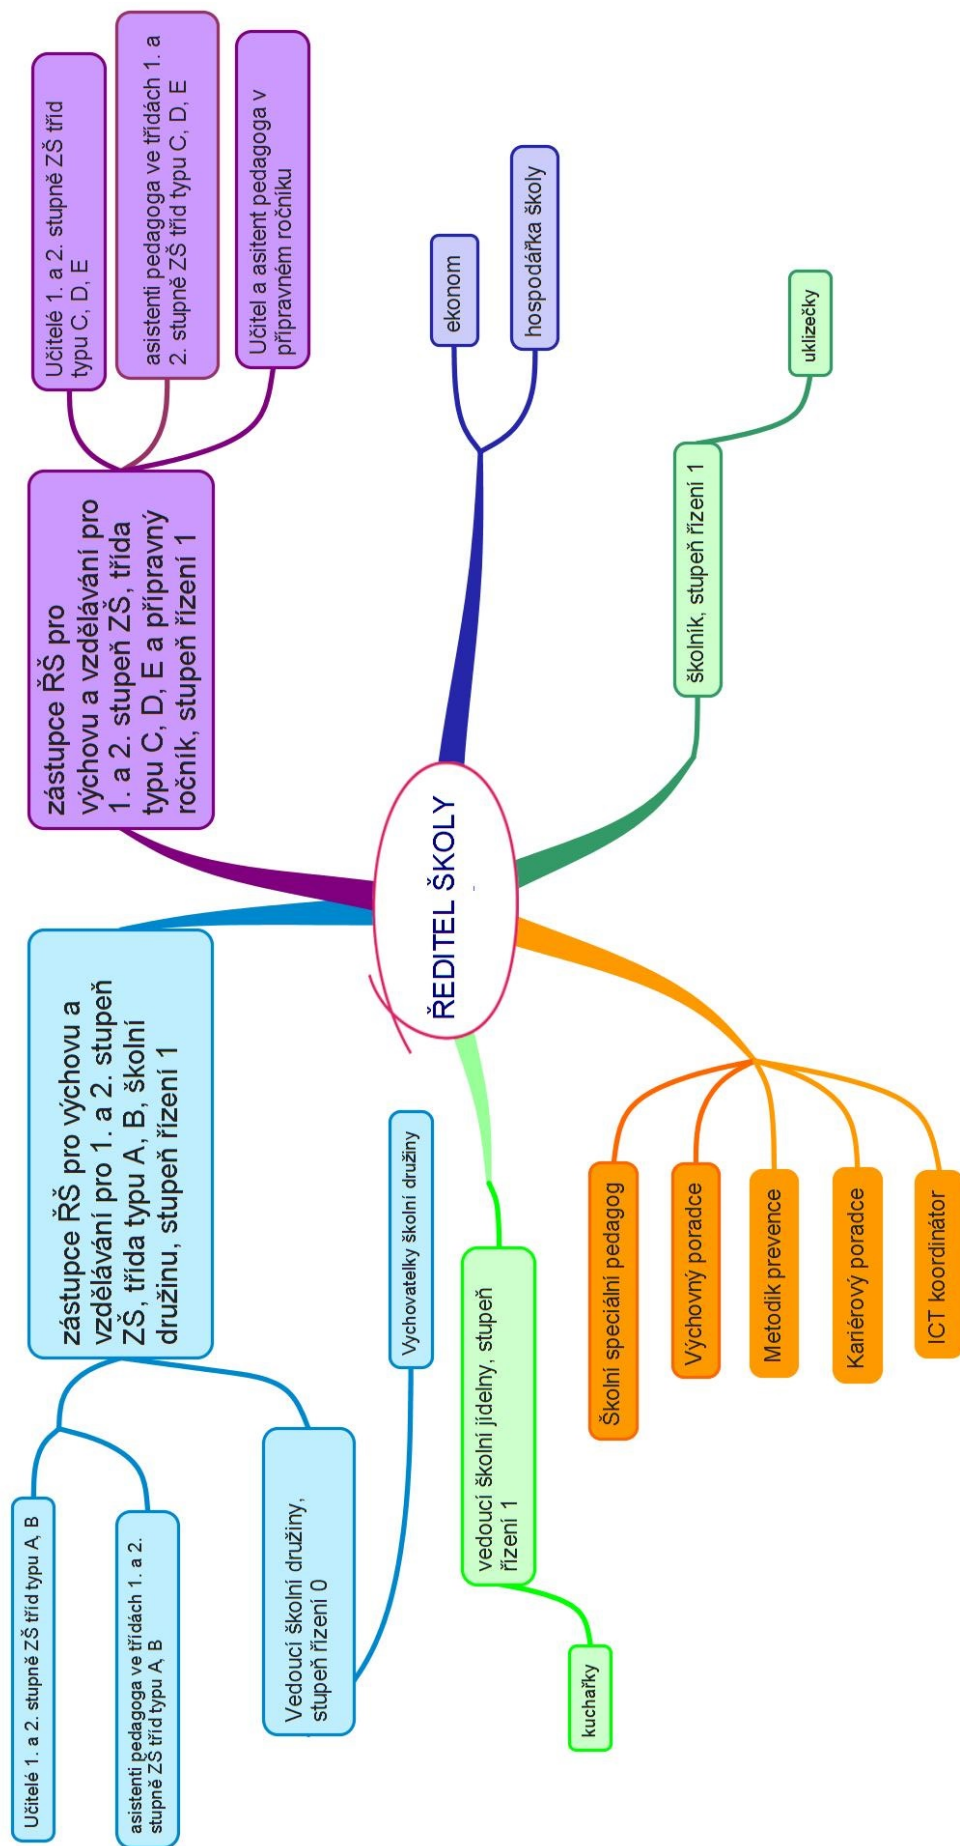 Učitelé 1. a 2. stupně ZŠ tříd typu A, B
asistenti pedagoga ve třídách 1. a 2.
stupně ZŠ tříd typu A, B
Vedoucí školní družiny,
stupeň řízení 0
Vychovatelky školní družiny
zástupce ŘŠ pro výchovu a
vzdělávání pro 1. a 2. stupeň
ZŠ, třída typu A, B, školní
družinu, stupeň řízení 1
zástupce ŘŠ pro
výchovu a vzdělávání pro
1. a 2. stupeň ZŠ, třída
typu C, D, E a přípravný
ročník, stupeň řízení 1
Učitelé 1. a 2. stupně ZŠ tříd
typu C, D, E
asistenti pedagoga ve třídách 1. a
2. stupně ZŠ tříd typu C, D, E
Učitel a asitent pedagoga v
přípravném ročníku
ŘEDITEL ŠKOLY
-
ekonom
hospodářka školy
vedoucí školní jídelny, stupeň
řízení 1
kuchařky
Školní speciální pedagog
Výchovný poradce
Metodik prevence
Kariérový poradce
ICT koordinátor
školník, stupeň řízení 1
uklizečky